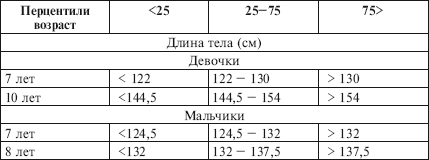 Перцентили возраст <25 25−75 75>
Длина тела (см)
Девочки
7 лет < 122 122 − 130 > 130
10 лет <144,5 144,5 − 154 > 154
Мальчики
7 лет <124,5 124,5 − 132 > 132
8 лет <132 132 − 137,5 > 137,5